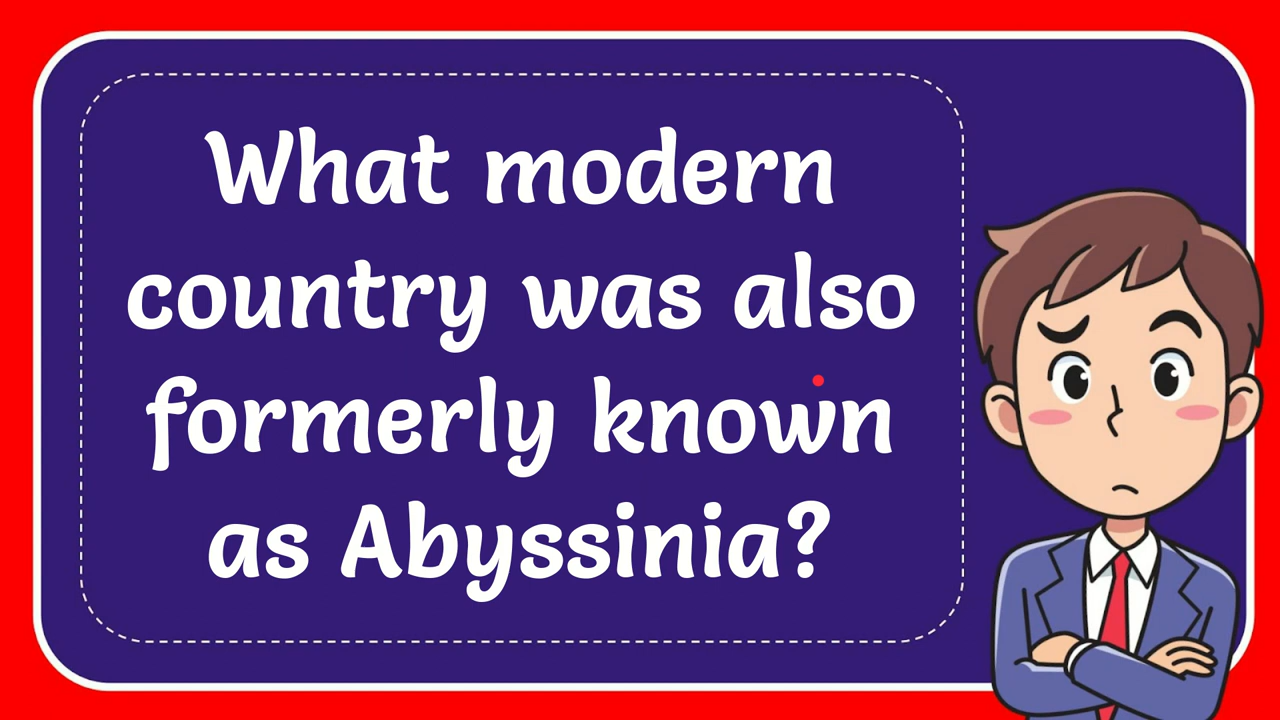 What modern
country was also
formerly known
as Abyssinia?